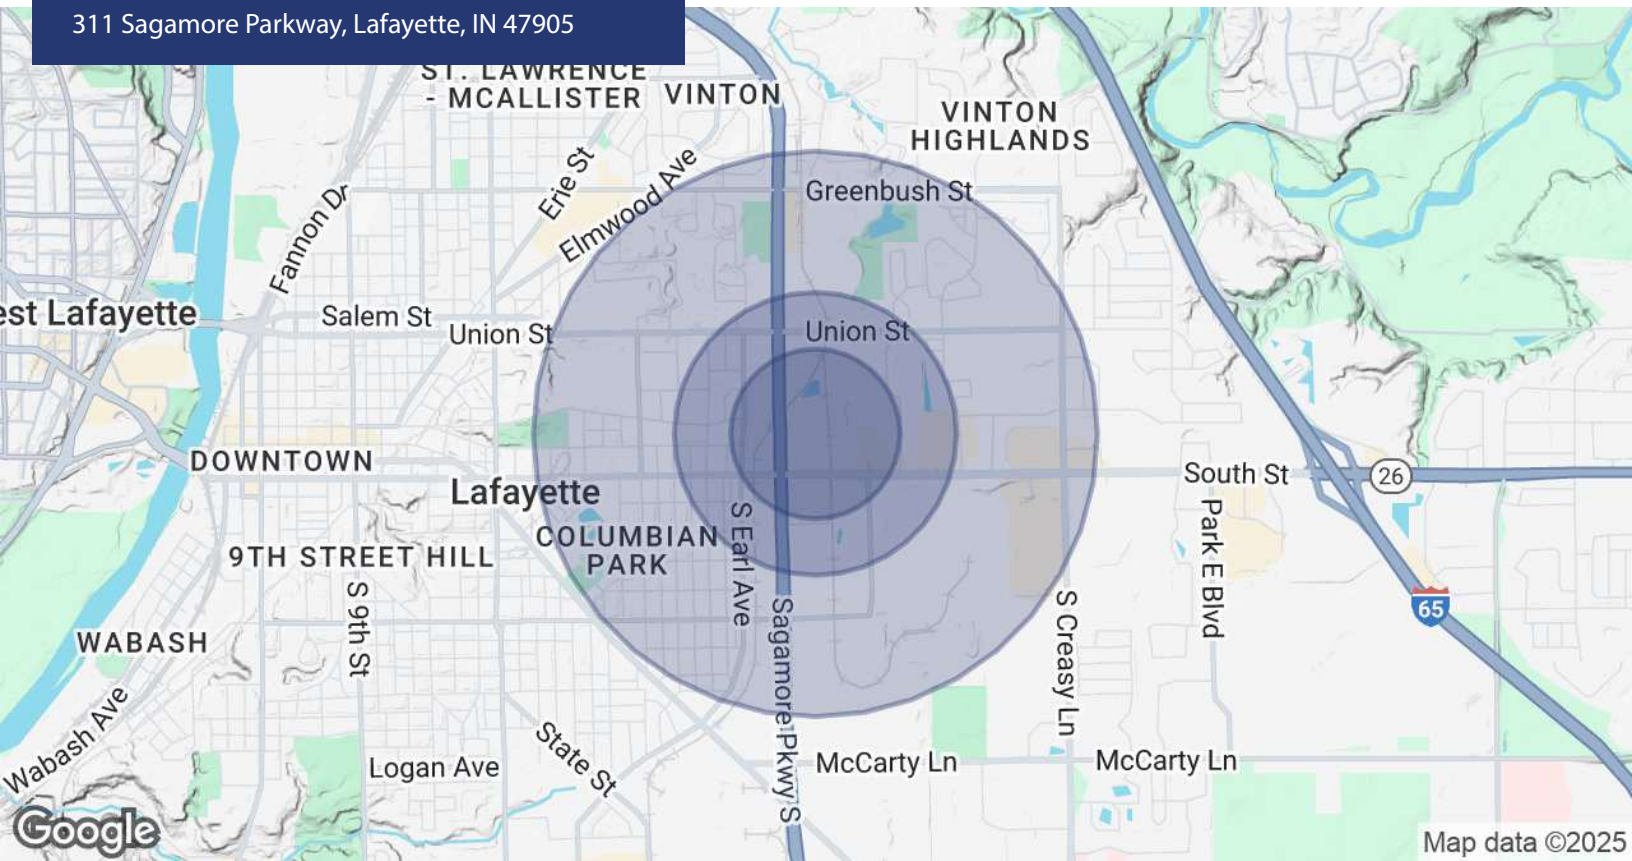 311 Sagamore Parkway, Lafayette, IN 47905
ST. LAWRENCE
- MCALLISTER
VINTON
VINTON
HIGHLANDS
Erie St
Elmwood Ave
Greenbush St
Fannon Dr
est Lafayette
Salem St
Union St
Union St
DOWNTOWN
Lafayette
South St
26
COLUMBIAN
PARK
S Earl Ave
Park E Blvd
9TH STREET HILL
S 9th St
65
WABASH
Sagamore Pkwy S
S Creasy Ln
Wabash Ave
State St
Logan Ave
McCarty Ln
McCarty Ln
Google
Map data ©2025